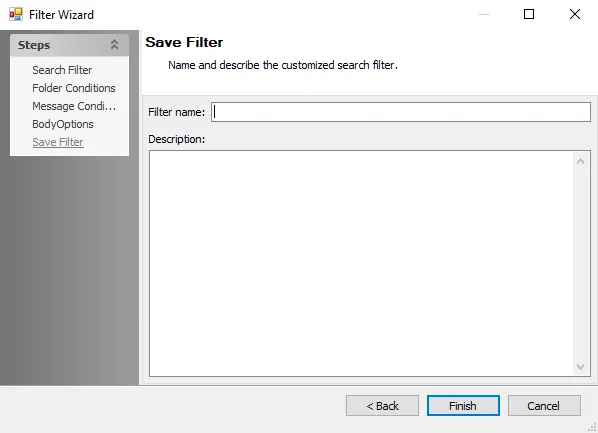 Filter Wizard
Steps
Search Filter
Folder Conditions
Message Condi...
BodyOptions
Save Filter
Save Filter
Name and describe the customized search filter.
Filter name:
Description:
< Back
Finish
Cancel